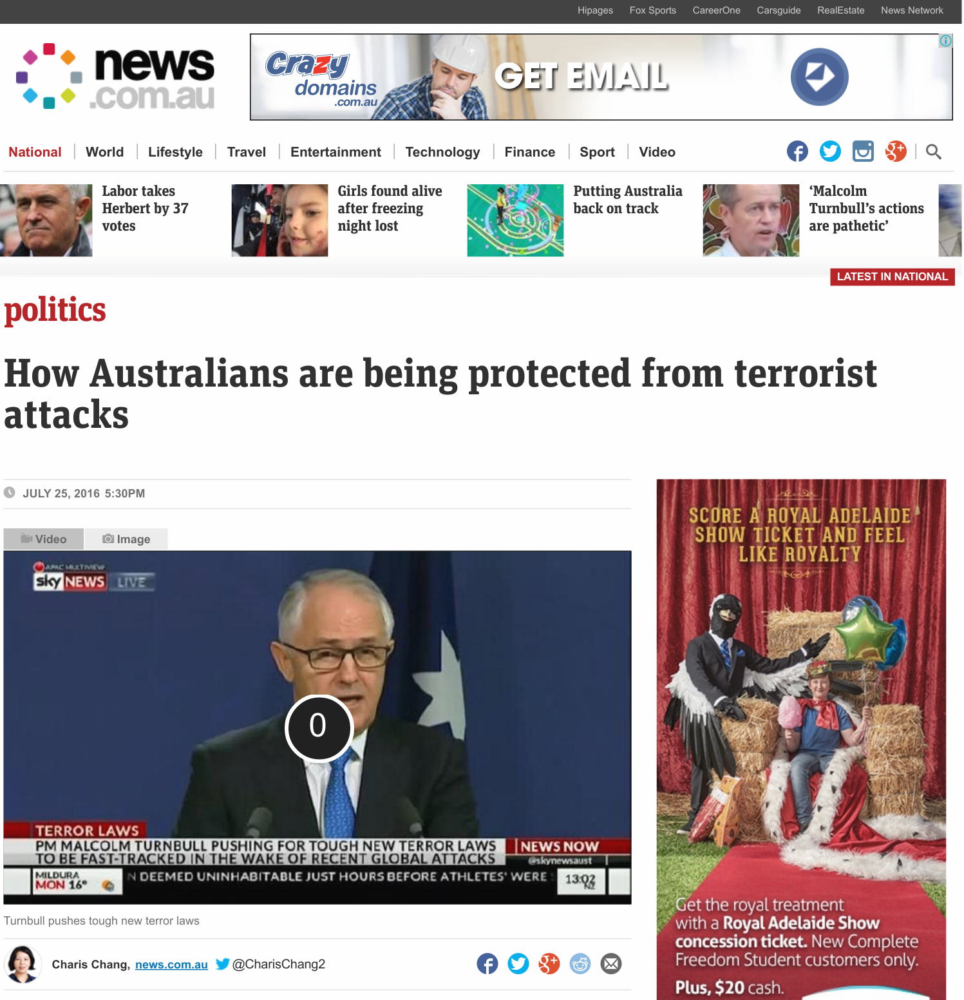 Hipages Fox Sports CareerOne Carsguide RealEstate News Network
news
.com.au
Crazy
domains
.com.au
GET EMAIL
National World Lifestyle Travel Entertainment Technology Finance Sport Video
Labor takes
Herbert by 37
votes
Girls found alive
after freezing
night lost
Putting Australia
back on track
‘Malcolm
Turnbull’s actions
are pathetic’
LATEST IN NATIONAL
politics
How Australians are being protected from terrorist
attacks
JULY 25, 2016 5:30PM
Video Image
APAC MULTIVIEW
sky NEWS LIVE
0
TERROR LAWS
PM MALCOLM TURNBULL PUSHING FOR TOUGH NEW TERROR LAWS
TO BE FAST-TRACKED IN THE WAKE OF RECENT GLOBAL ATTACKS
NEWS NOW
@skynewsaust
MILDURA
MON 16°
N DEEMED UNINHABITABLE JUST HOURS BEFORE ATHLETES' WERE
13:02
NZ
Turnbull pushes tough new terror laws
Charis Chang, news.com.au @CharisChang2
SCORE A ROYAL ADELAIDE
SHOW TICKET AND FEEL
LIKE ROYALTY
Get the royal treatment
with a Royal Adelaide Show
concession ticket. New Complete
Freedom Student customers only.
Plus, $20 cash.